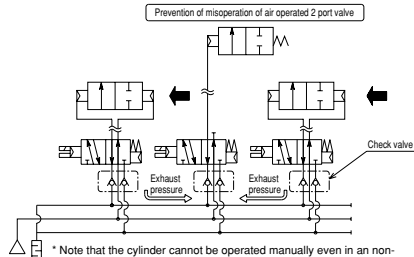 Prevention of misoperation of air operated 2 port valve
Check valve
Exhaust
pressure
Exhaust
pressure
* Note that the cylinder cannot be operated manually even in an non-